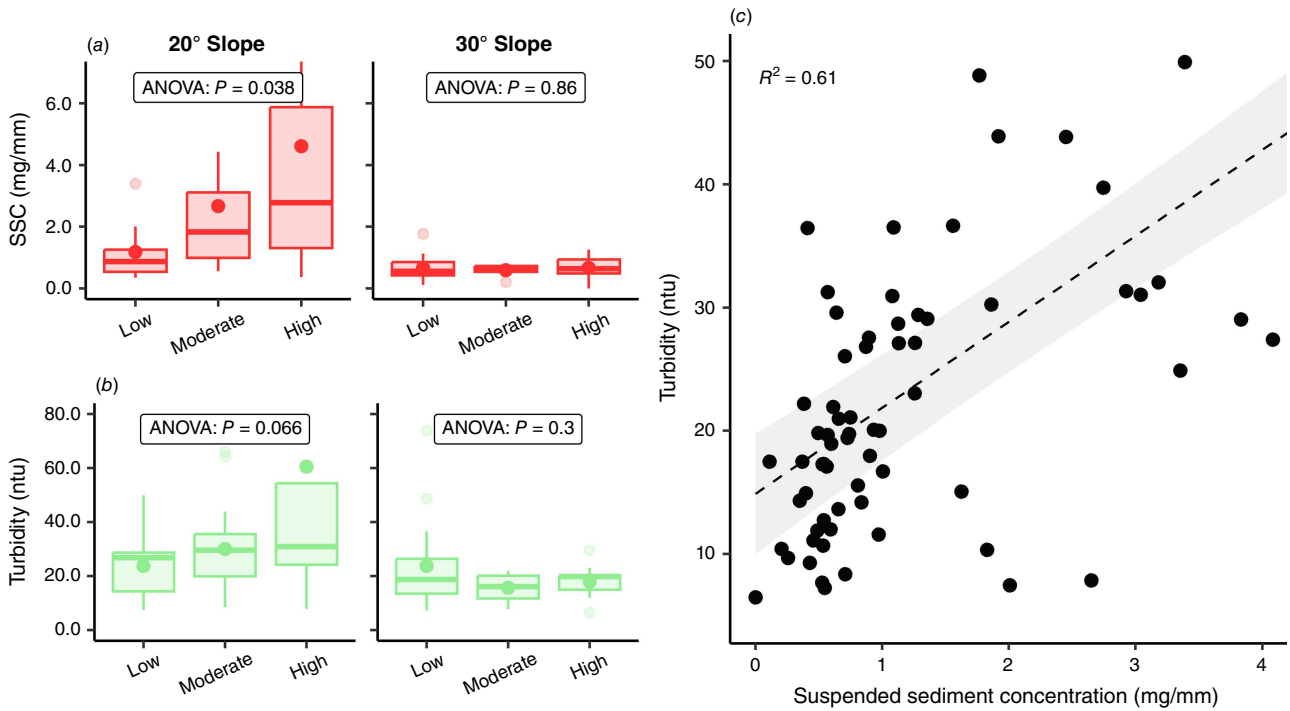 (a)
20° Slope
30° Slope
ANOVA: P = 0.038
ANOVA: P = 0.86
SSC (mg/mm)
6.0
4.0
2.0
0.0
Low
Moderate
High
Low
Moderate
High
(b)
ANOVA: P = 0.066
ANOVA: P = 0.3
Turbidity (ntu)
80.0
60.0
40.0
20.0
0.0
Low
Moderate
High
Low
Moderate
High
(c)
R² = 0.61
Turbidity (ntu)
50
40
30
20
10
0
1
2
3
4
Suspended sediment concentration (mg/mm)